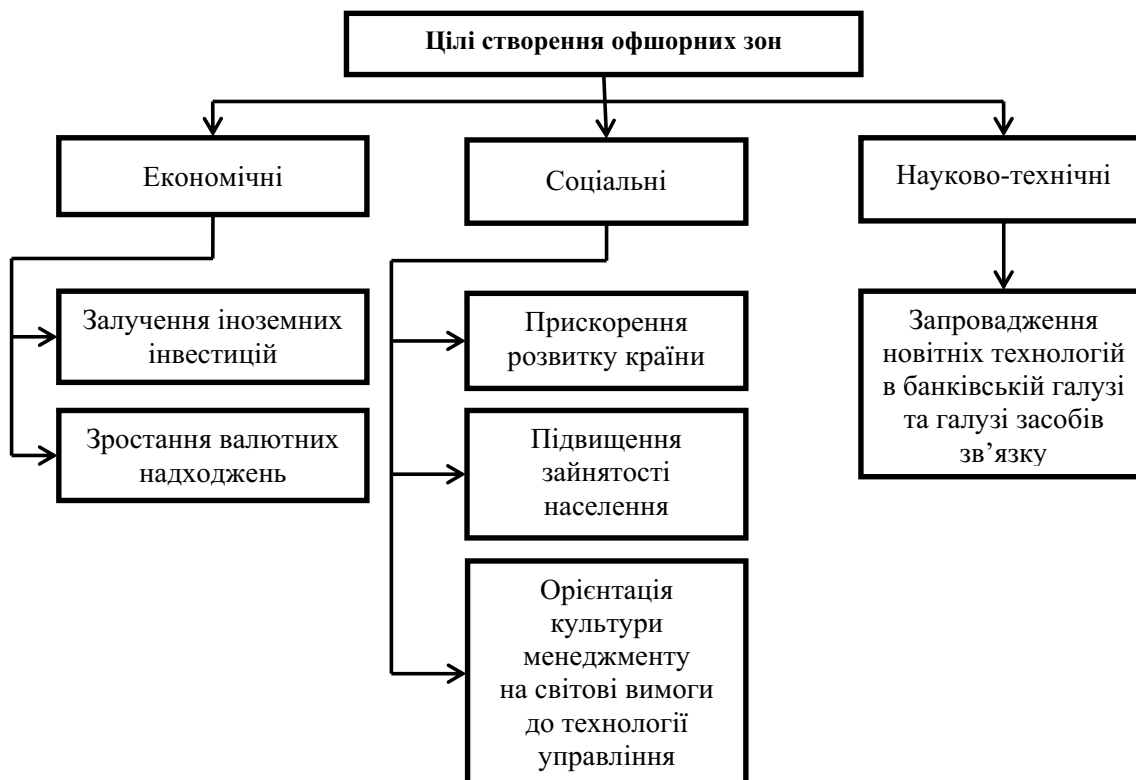 Цілі створення офшорних зон
Економічні
Соціальні
Науково-технічні
Залучення іноземних
інвестицій
Зростання валютних
надходжень
Прискорення
розвитку країни
Підвищення
зайнятості
населення
Орієнтація
культури
менеджменту
на світові вимоги
до технології
управління
Запровадження
новітніх технологій
в банківській галузі
та галузі засобів
зв’язку